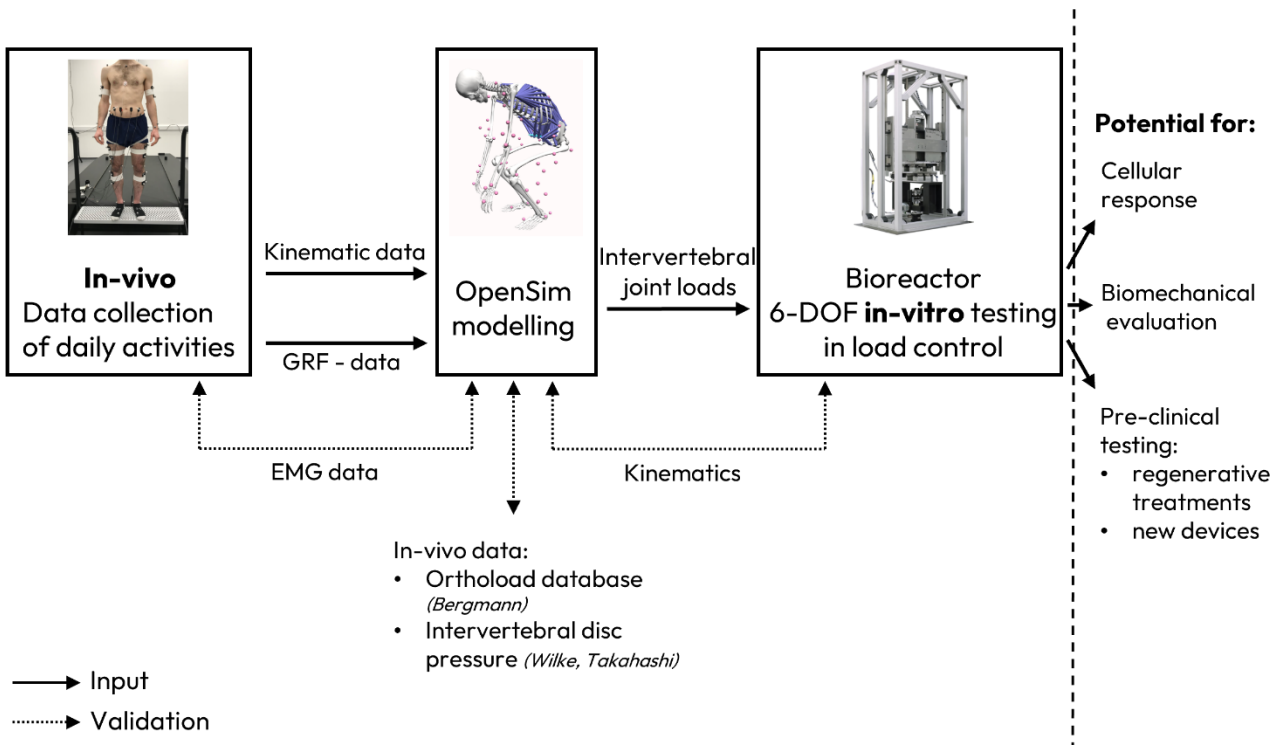 In-vivo
Data collection
of daily activities
Kinematic data
GRF - data
OpenSim
modelling
Intervertebral
joint loads
Bioreactor
6-DOF in-vitro testing
in load control
Potential for:
Cellular
response
Biomechanical
evaluation
Pre-clinical
testing:
• regenerative
treatments
• new devices
EMG data
Kinematics
In-vivo data:
• Orthoload database
(Bergmann)
• Intervertebral disc
pressure (Wilke, Takahashi)
Input
Validation